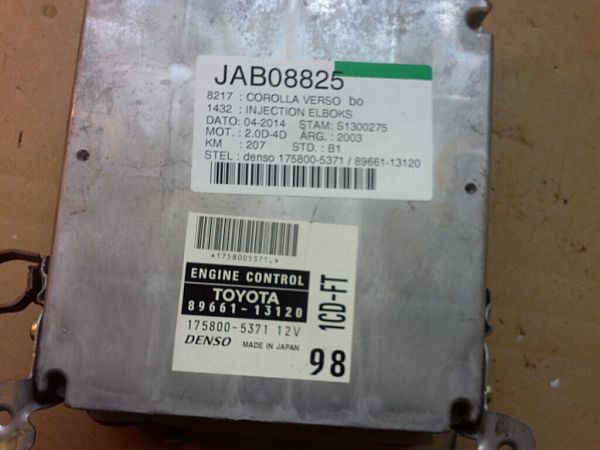 JAB08825
8217 : COROLLA VERSO bo
1432 : INJECTION ELBOKS
DATO: 04-2014 STAM: S1300275
MOT. : 2.0D-4D ÅRG. : 2003
KM : 207 STD. : B1
STEL : denso 175800-5371 / 89661-13120
*1758005371.*
ENGINE CONTROL
TOYOTA
89661-13120
175800-5371 12V
DENSO MADE IN JAPAN
1CD-FT
98